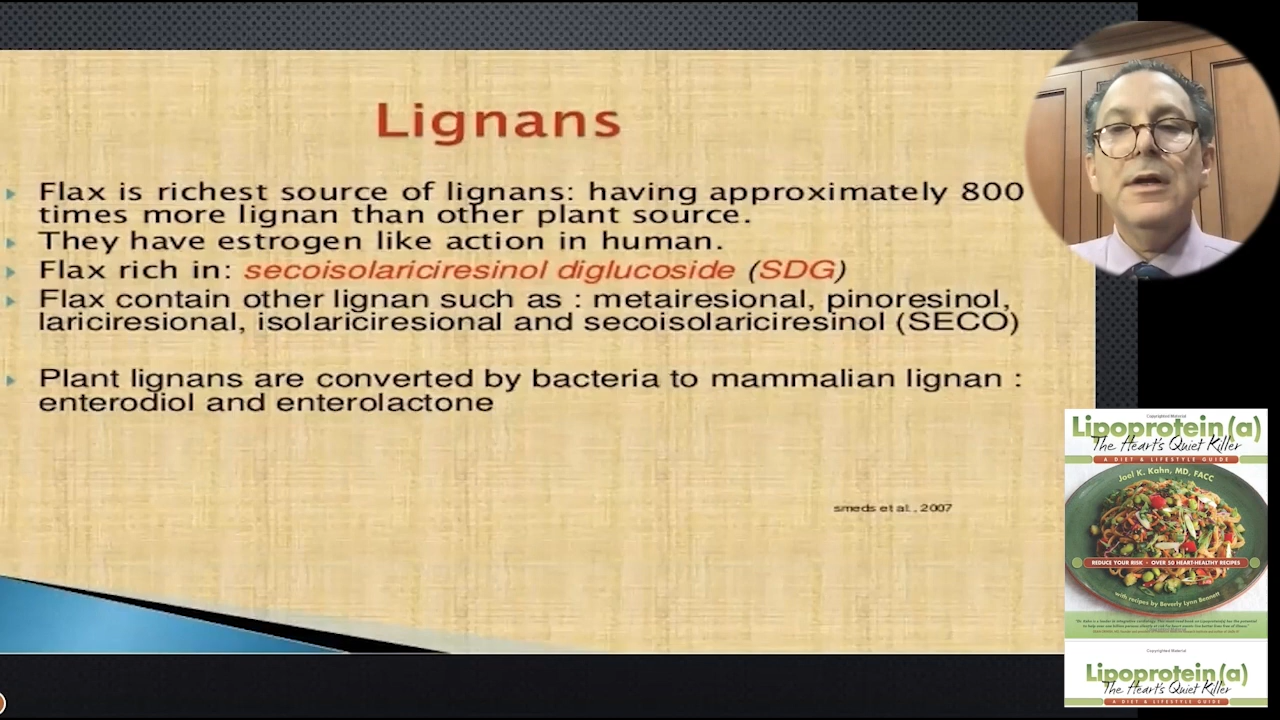 Lignans
Flax is richest source of lignans: having approximately 800
times more lignan than other plant source.
They have estrogen like action in human.
Flax rich in: secoisolariciresinol diglucoside (SDG)
Flax contain other lignan such as : metairesional, pinoresinol,
lariciresional, isolariciresional and secoisolariciresinol (SECO)
Plant lignans are converted by bacteria to mammalian lignan :
enterodiol and enterolactone
smeds et al., 2007
Copyrighted Material
Lipoprotein(a)
The Heart's Quiet Killer
A DIET & LIFESTYLE GUIDE
Joel K. Kahn, MD, FACC
REDUCE YOUR RISK • OVER 50 HEART-HEALTHY RECIPES
with recipes by Beverly Lynn Bennett
Copyrighted Material
Lipoprotein(a)
The Heart's Quiet Killer
A DIET & LIFESTYLE GUIDE